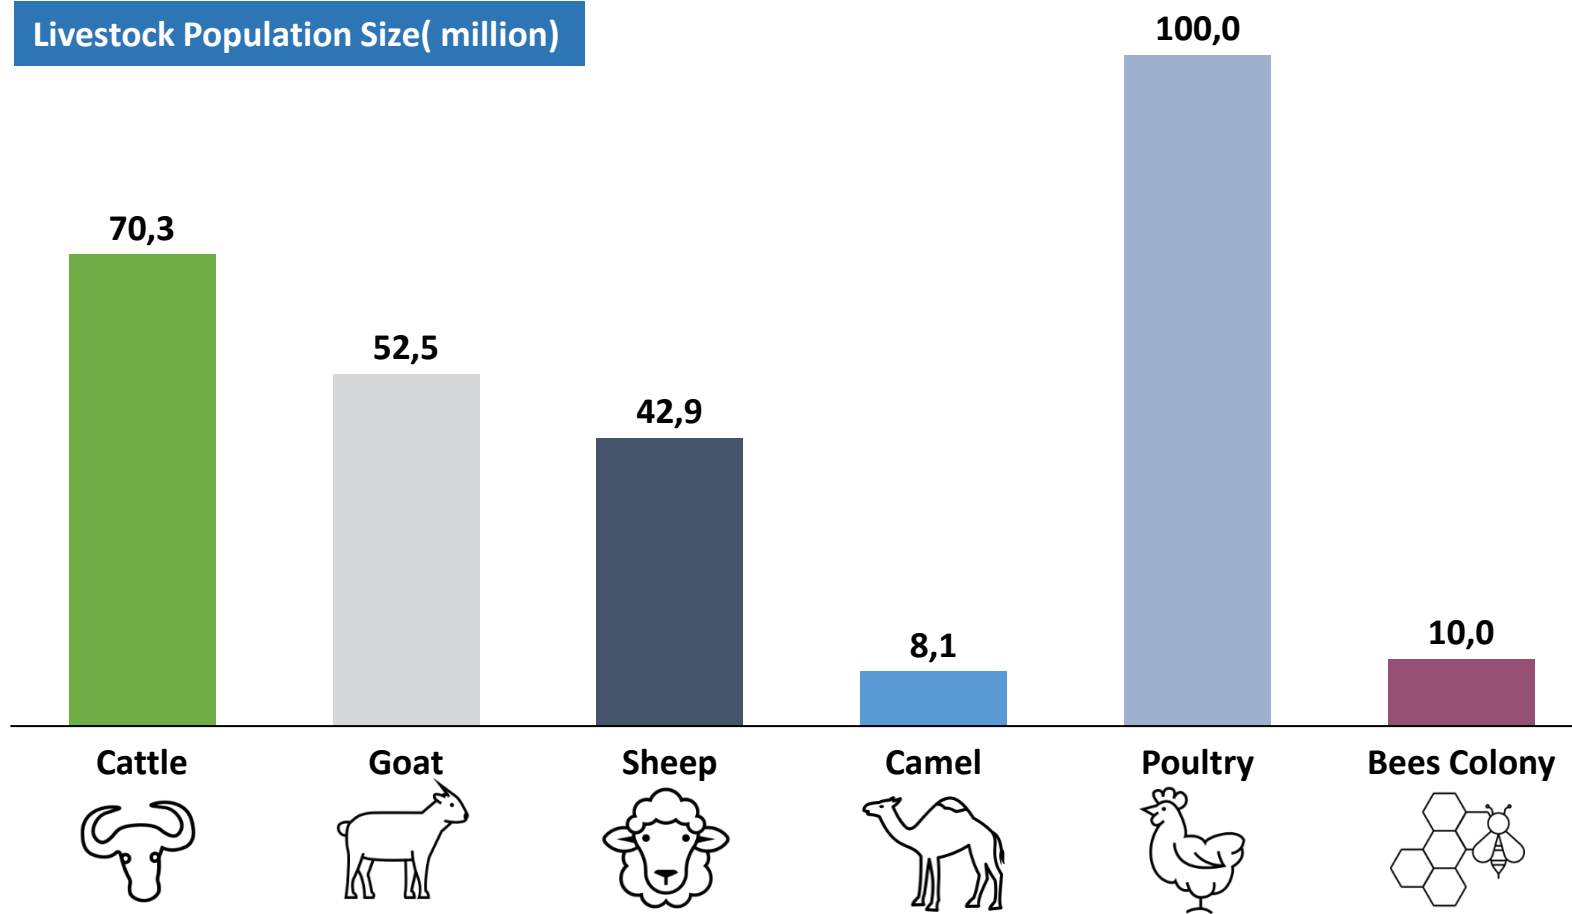 Livestock Population Size( million)
70,3
52,5
42,9
8,1
100,0
10,0
Cattle
Goat
Sheep
Camel
Poultry
Bees Colony